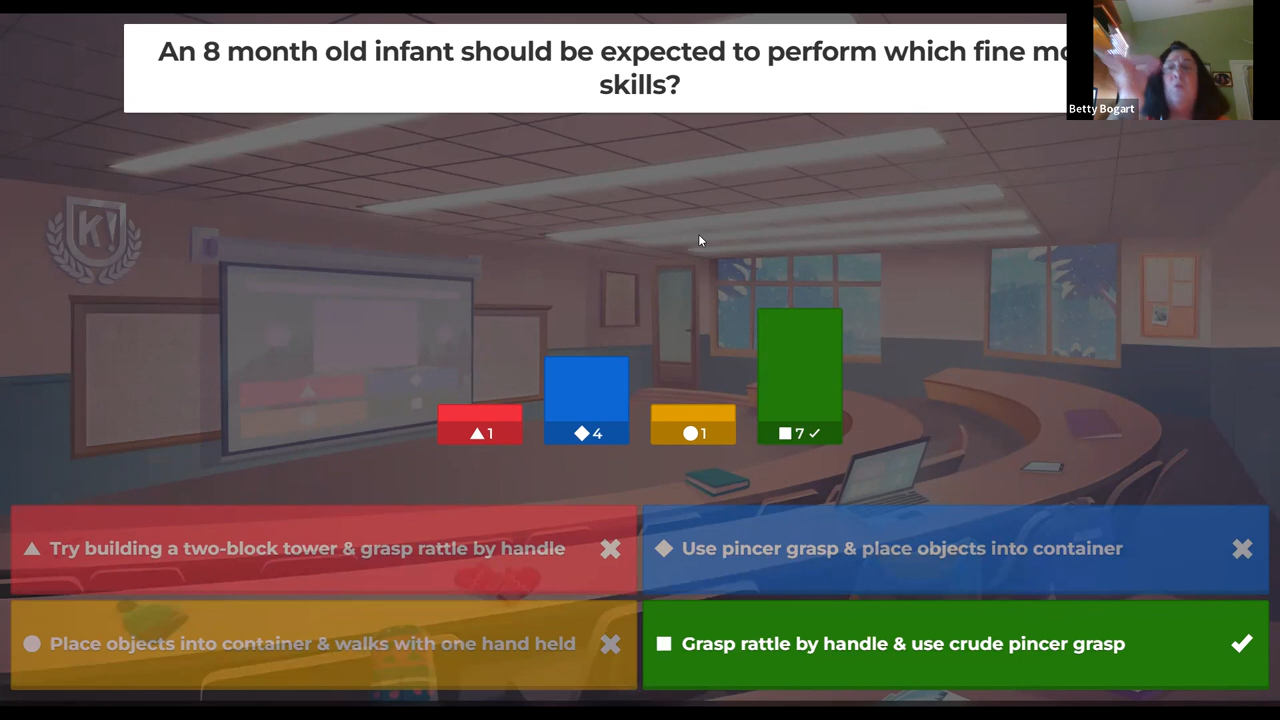 An 8 month old infant should be expected to perform which fine
skills?
Betty Bogart
K!
1
4
1
7
Try building a two-block tower & grasp rattle by handle
Use pincer grasp & place objects into container
Place objects into container & walks with one hand held
Grasp rattle by handle & use crude pincer grasp